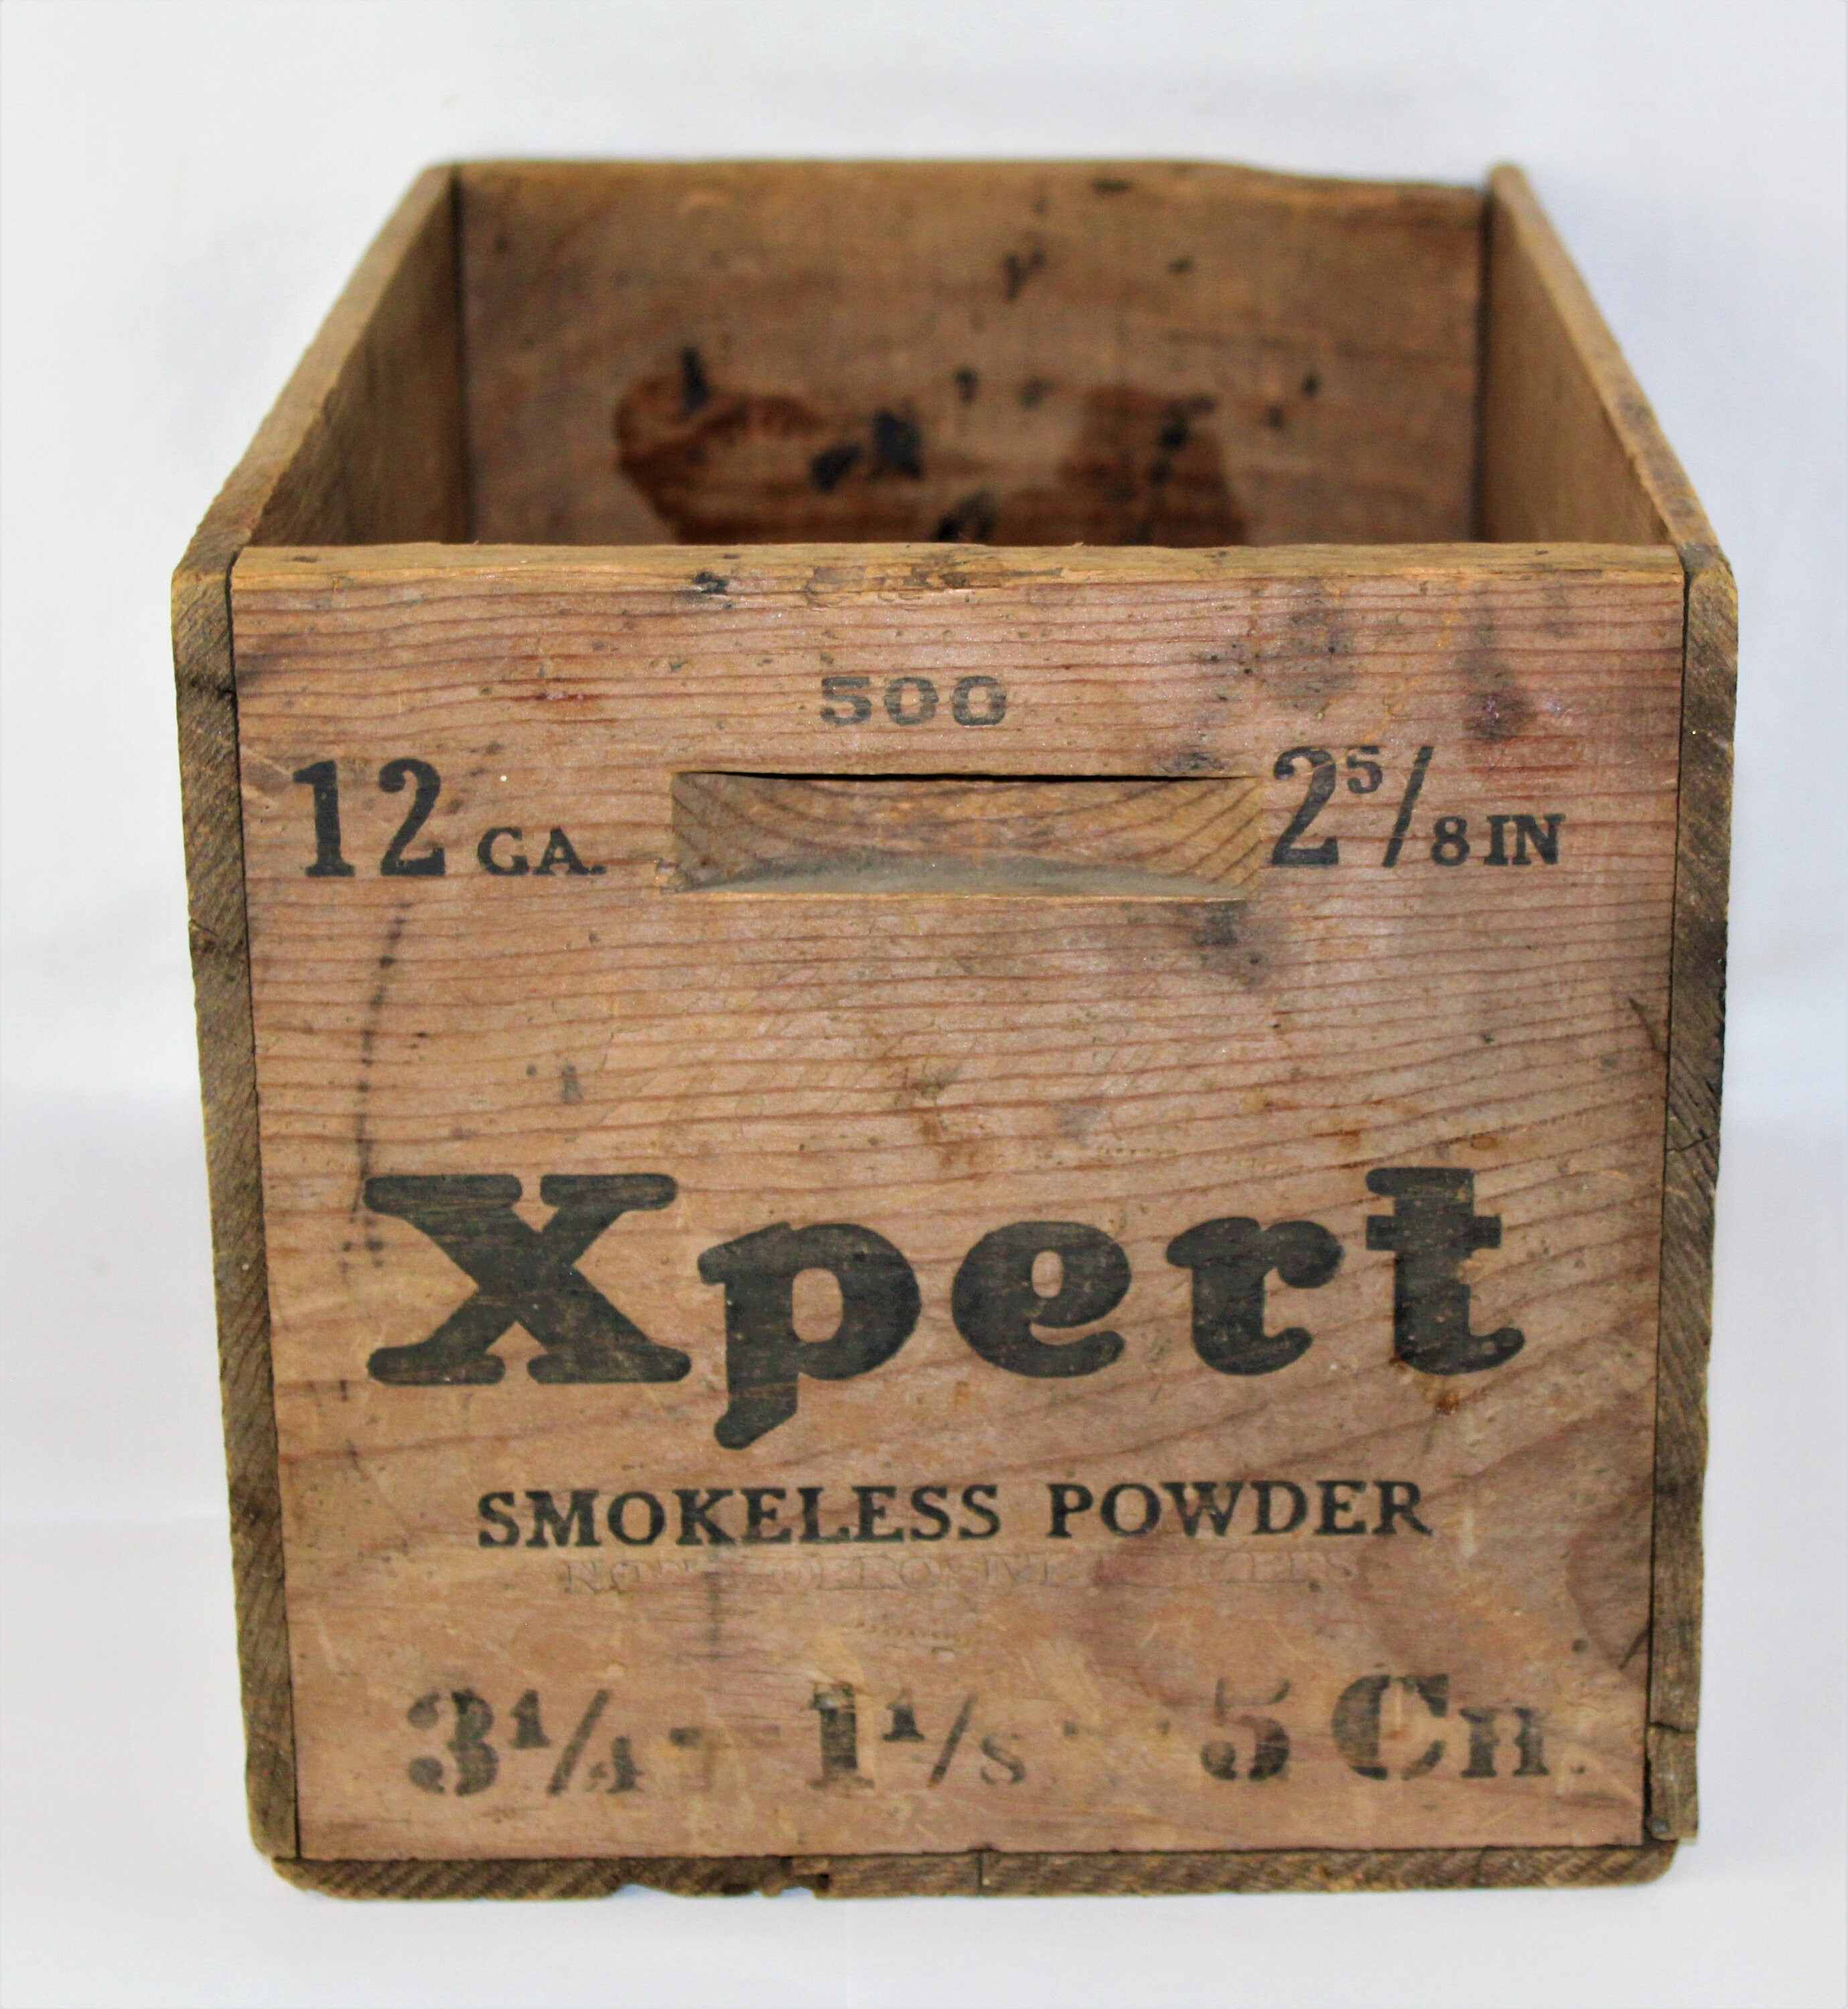 500
12 GA. 2 5/8 IN
Xpert
SMOKELESS POWDER
3 1/4 - 1 1/8 - 5 CH.